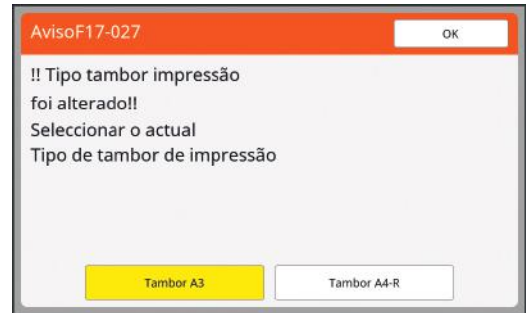 AvisoF17-027
OK
!! Tipo tambor impressão
foi alterado!!
Seleccionar o actual
Tipo de tambor de impressão
Tambor A3
Tambor A4-R